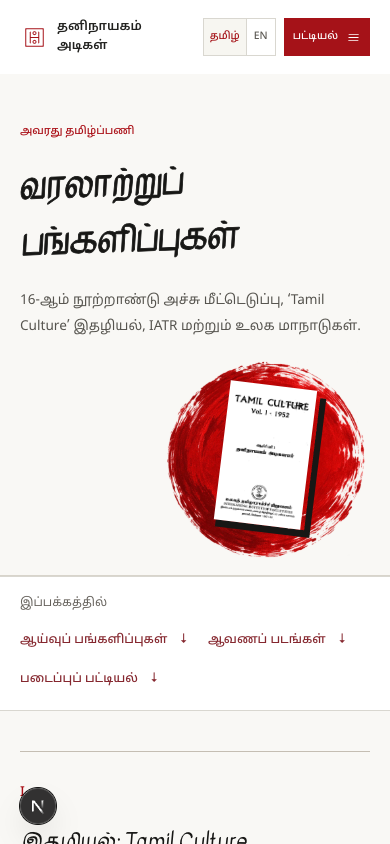 தனிநாயகம்
அடிகள்
தமிழ் EN பட்டியல்
அவரது தமிழ்ப்பணி
வரலாற்றுப்
பங்களிப்புகள்
16-ஆம் நூற்றாண்டு அச்சு மீட்டெடுப்பு, ‘Tamil
Culture’ இதழியல், IATR மற்றும் உலக மாநாடுகள்.
TAMIL CULTURE
Vol. 1 - 1952
தனிநாயகம் அடிகளார்
இப்பக்கத்தில்
ஆய்வுப் பங்களிப்புகள் ↓ ஆவணப் படங்கள் ↓
படைப்புப் பட்டியல் ↓
N
இதழியல்: Tamil Culture